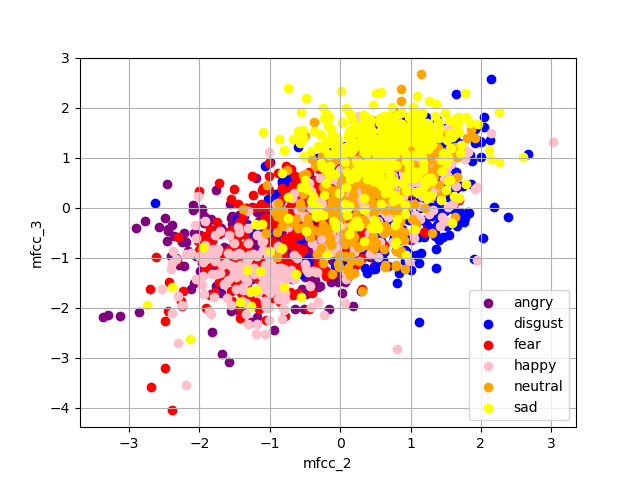 3
2
1
0
−1
−2
−3
−4
mfcc_3
−3
−2
−1
0
1
2
3
mfcc_2
angry
disgust
fear
happy
neutral
sad